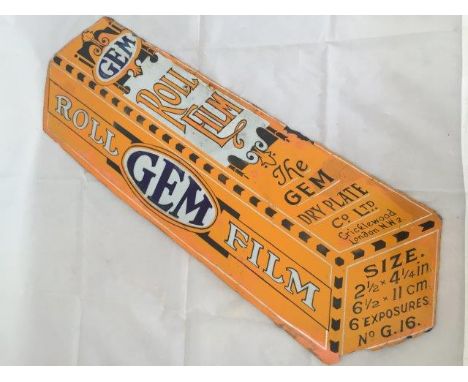 GEM
ROLL
FILM
The
GEM
DRY PLATE
Co LTD.
Cricklewood
London N.W.2
ROLL
GEM
FILM
SIZE.
2½ × 4¼ in.
6½ × 11 cm.
6 EXPOSURES
No G.16.